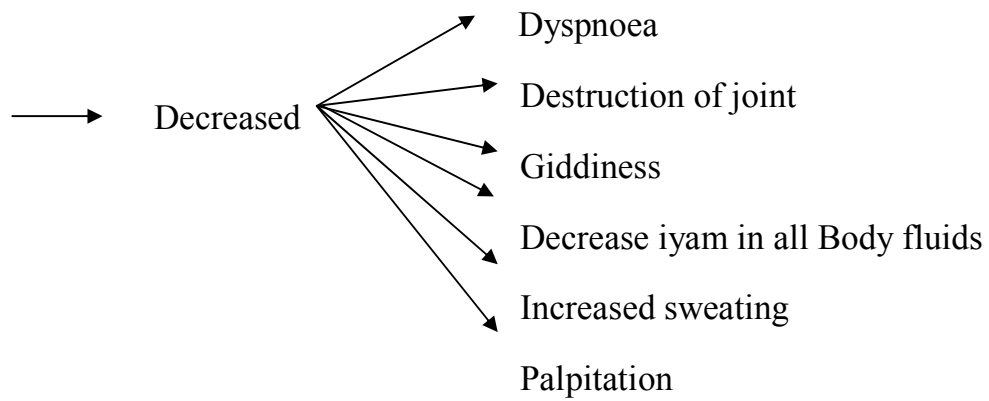 Dyspnoea
Destruction of joint
Decreased
Giddiness
Decrease iyam in all Body fluids
Increased sweating
Palpitation